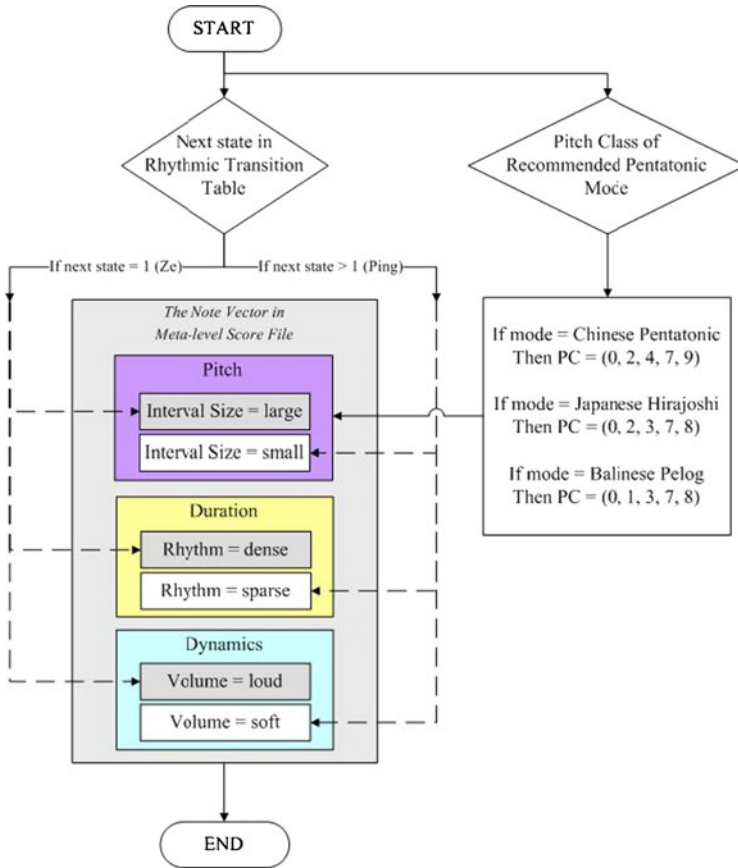 START
Next state in
Rhythmic Transition
Table
Pitch Class of
Recommended Pentatonic
Mode
If next state = 1 (Ze)
If next state > 1 (Ping)
The Note Vector in
Meta-level Score File
Pitch
Interval Size = large
Interval Size = small
Duration
Rhythm = dense
Rhythm = sparse
Dynamics
Volume = loud
Volume = soft
If mode = Chinese Pentatonic
Then PC = (0, 2, 4, 7, 9)
If mode = Japanese Hirajoshi
Then PC = (0, 2, 3, 7, 8)
If mode = Balinese Pelog
Then PC = (0, 1, 3, 7, 8)
END